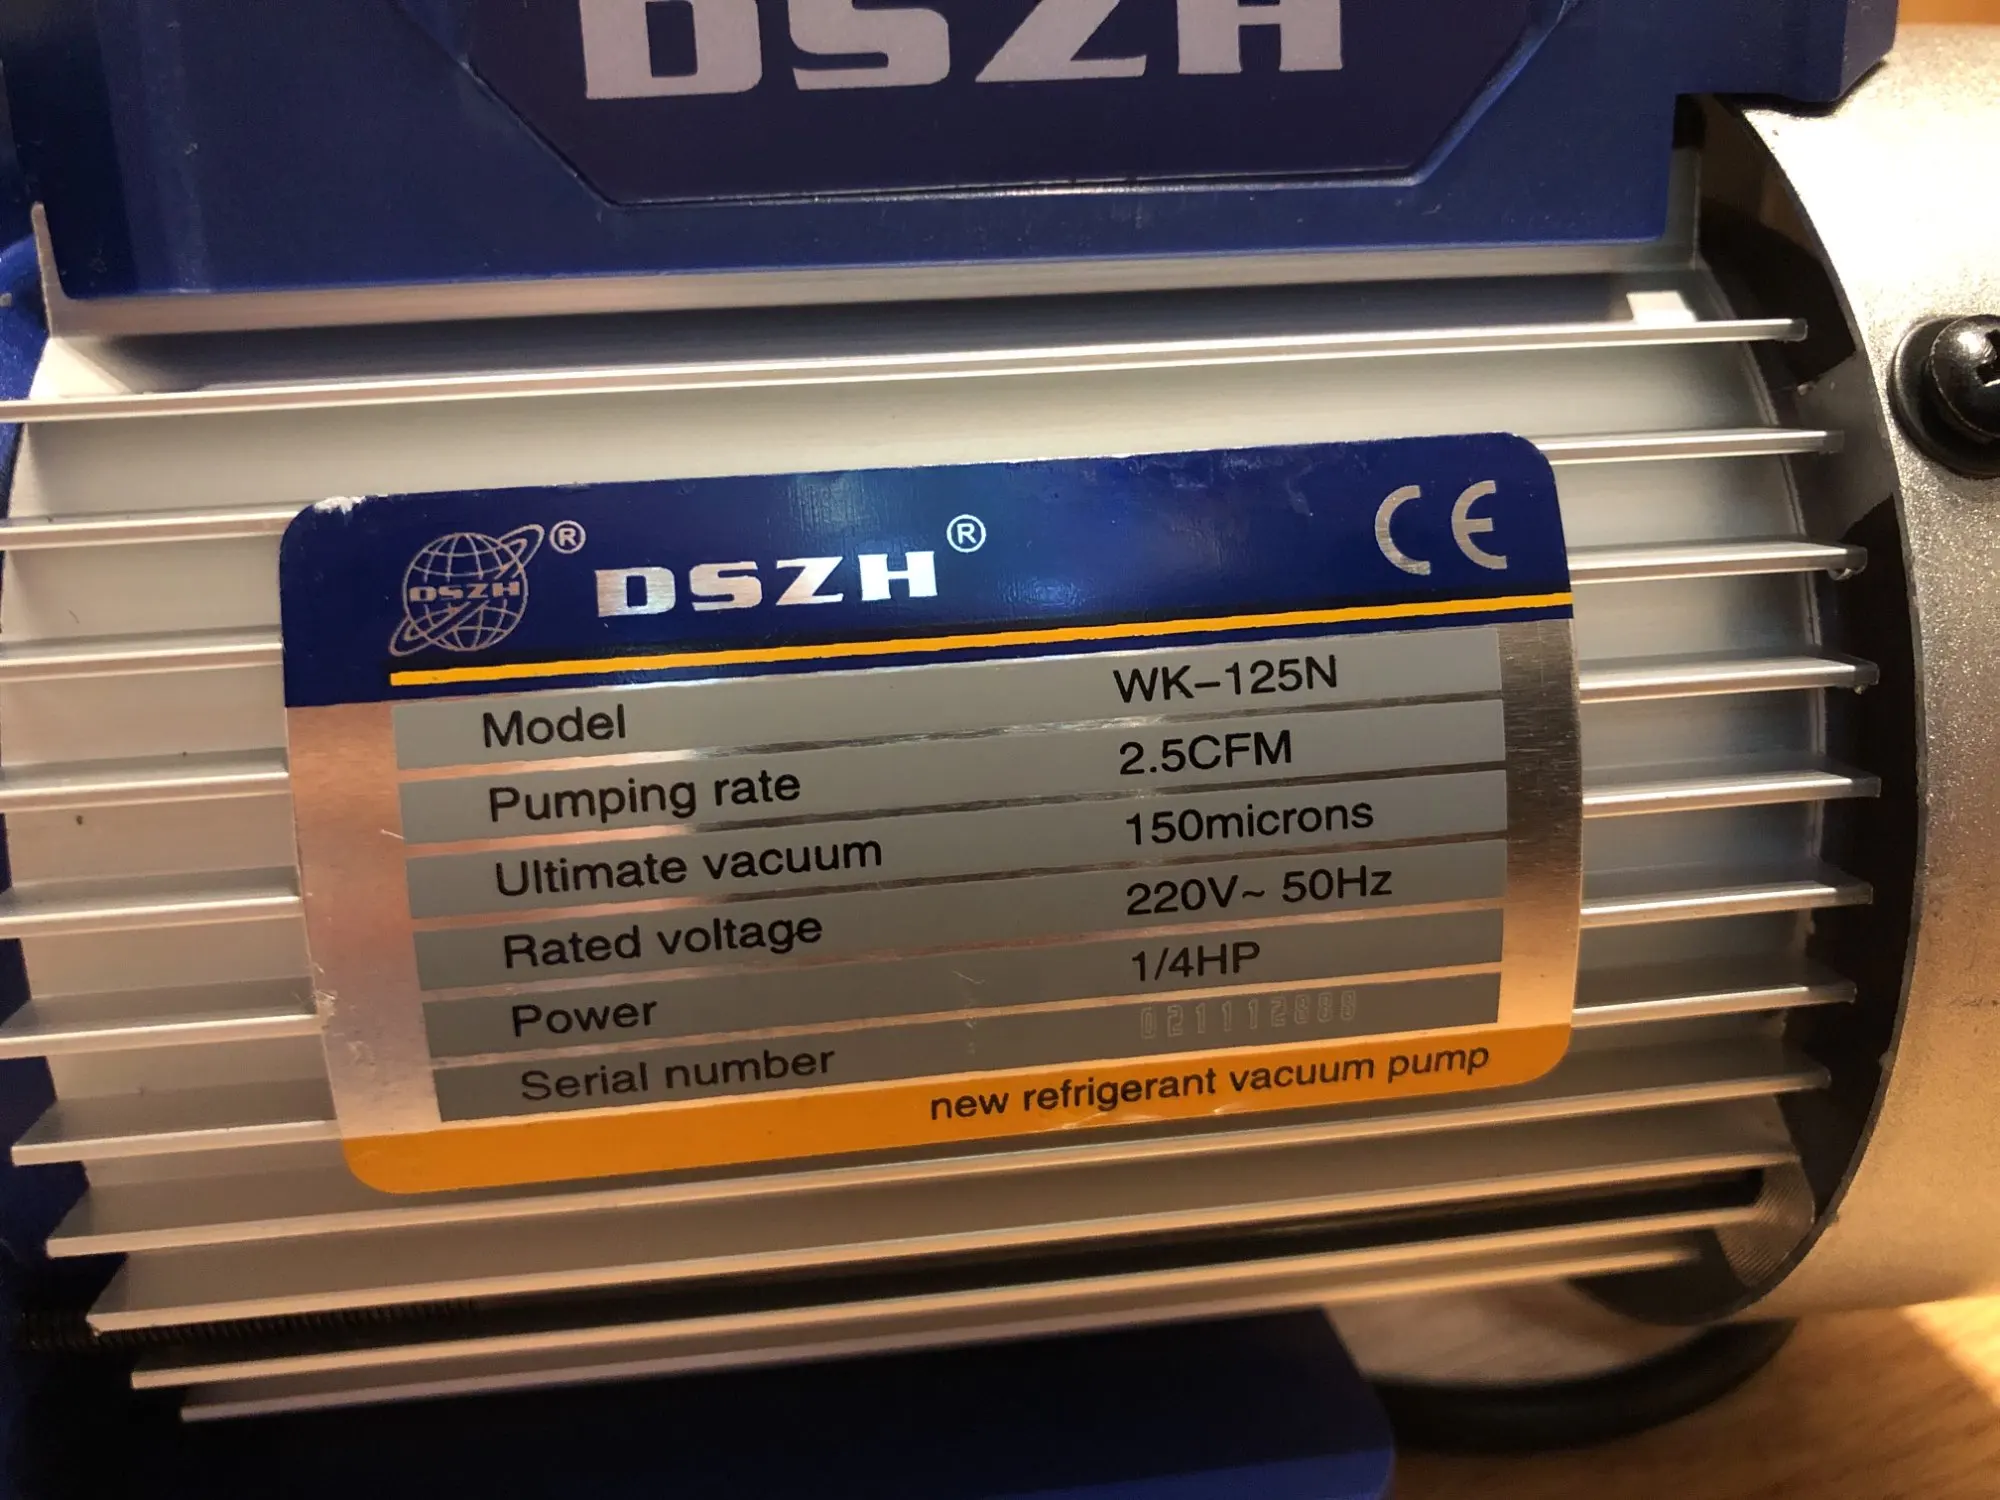 DSZH
DSZH ® DSZH ® CE
Model WK-125N
Pumping rate 2.5CFM
Ultimate vacuum 150microns
Rated voltage 220V~ 50Hz
Power 1/4HP
Serial number
new refrigerant vacuum pump